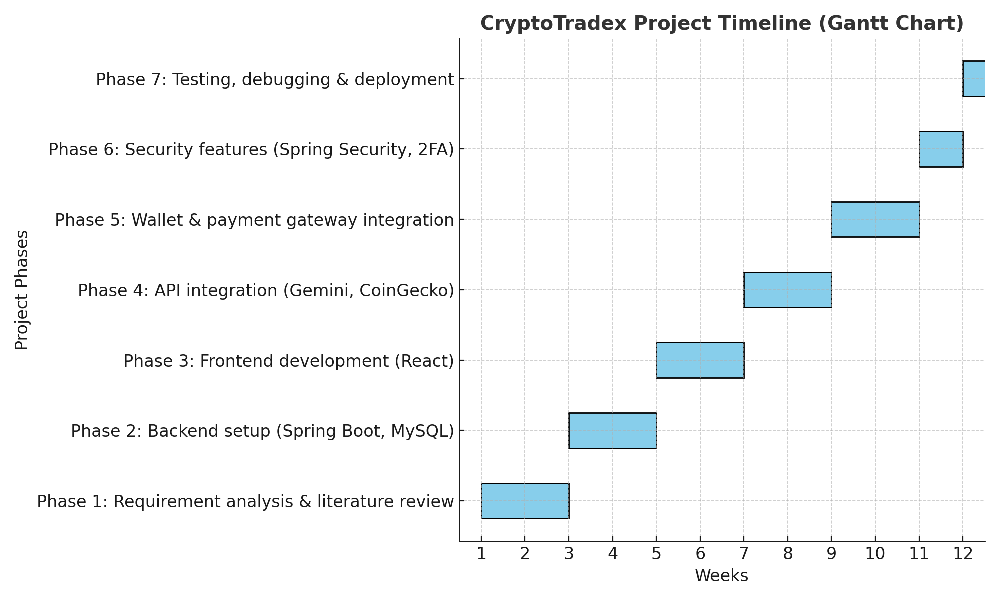 CryptoTradex Project Timeline (Gantt Chart)
Phase 7: Testing, debugging & deployment
Phase 6: Security features (Spring Security, 2FA)
Phase 5: Wallet & payment gateway integration
Phase 4: API integration (Gemini, CoinGecko)
Phase 3: Frontend development (React)
Phase 2: Backend setup (Spring Boot, MySQL)
Phase 1: Requirement analysis & literature review
Project Phases
1 2 3 4 5 6 7 8 9 10 11 12
Weeks